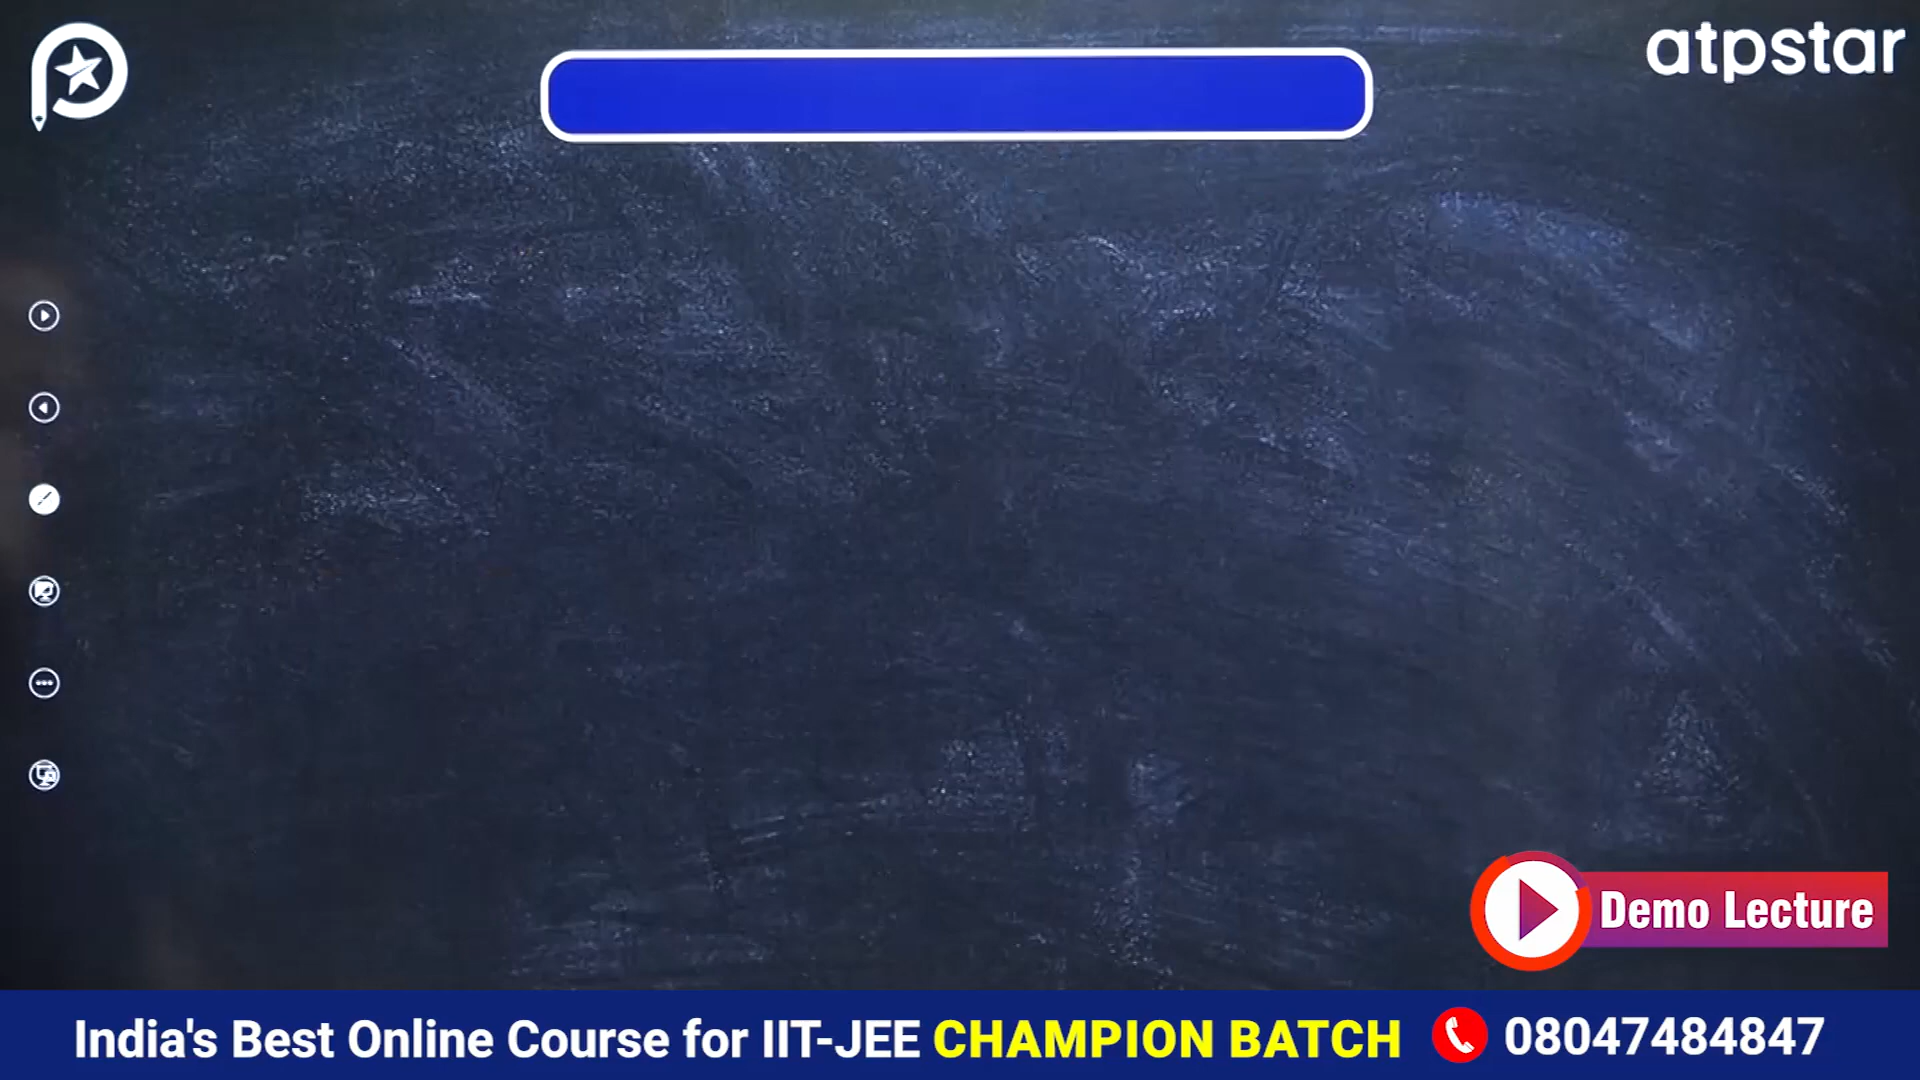 atpstar
Demo Lecture
India's Best Online Course for IIT-JEE CHAMPION BATCH 08047484847